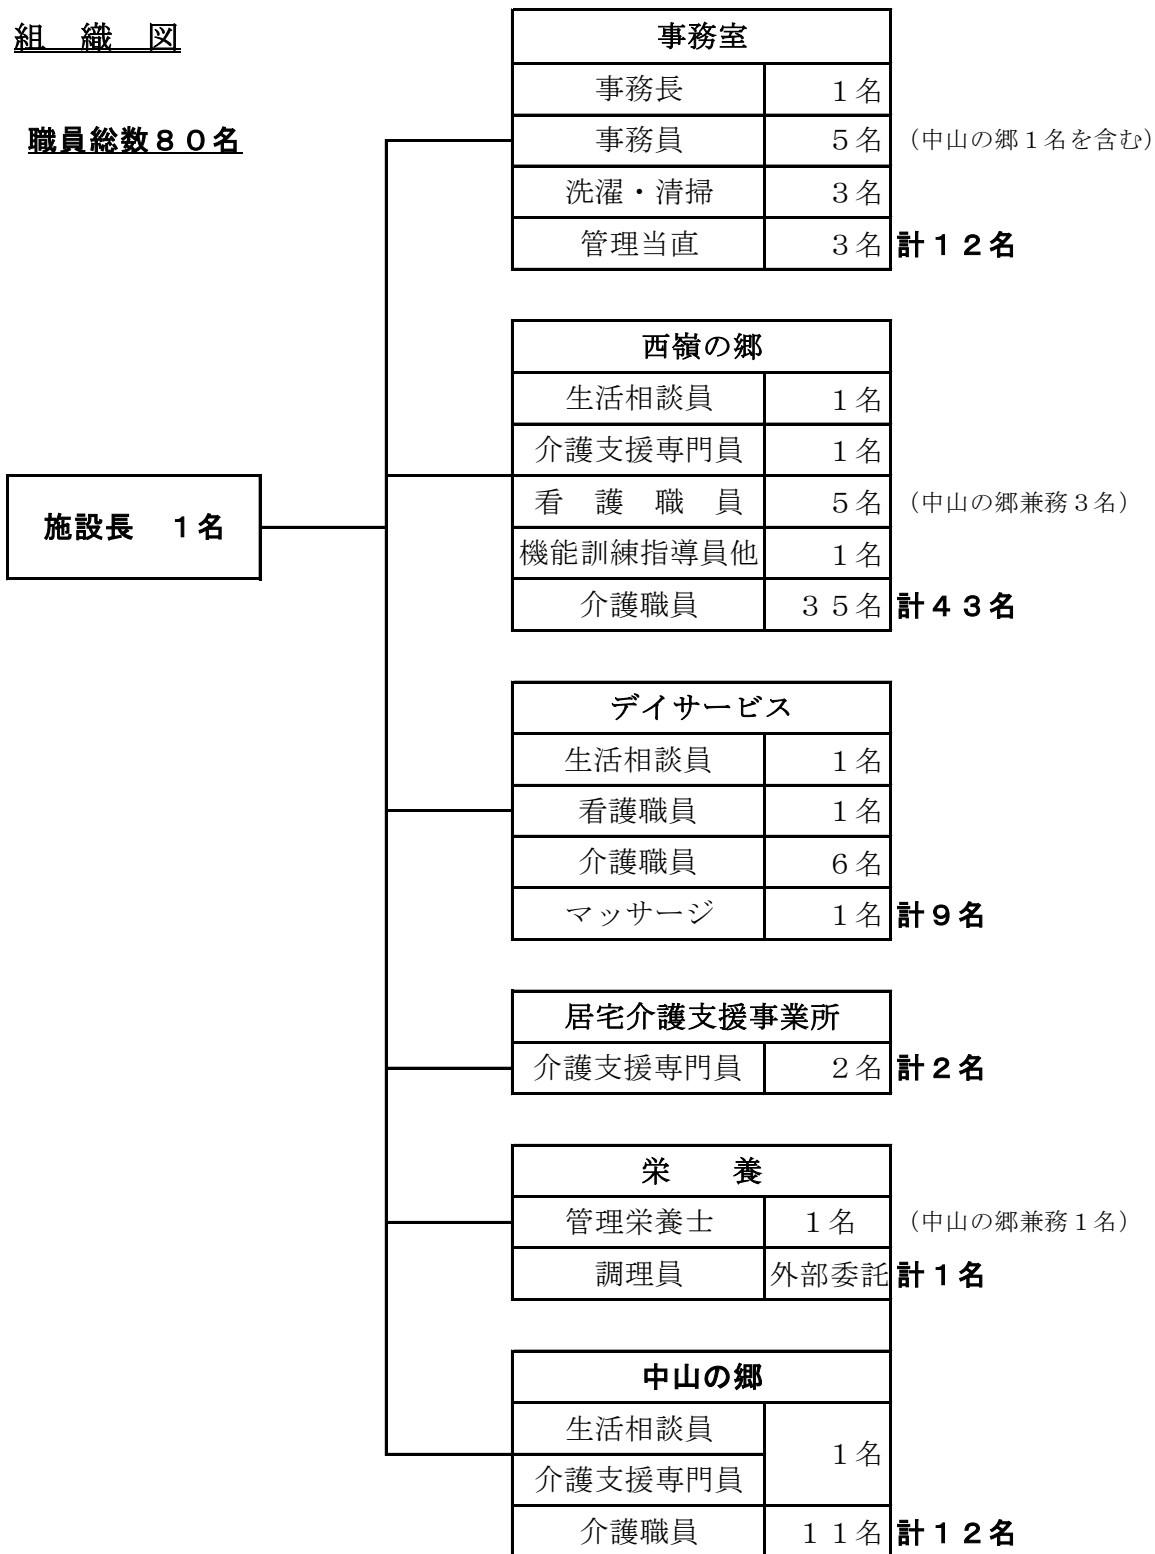 組　織　図
職員総数８０名
施設長　１名
事務室
事務長 １名
事務員 ５名 （中山の郷１名を含む）
洗濯・清掃 ３名
管理当直 ３名 計１２名
西嶺の郷
生活相談員 １名
介護支援専門員 １名
看　護　職　員 ５名 （中山の郷兼務３名）
機能訓練指導員他 １名
介護職員 ３５名 計４３名
デイサービス
生活相談員 １名
看護職員 １名
介護職員 ６名
マッサージ １名 計９名
居宅介護支援事業所
介護支援専門員 ２名 計２名
栄　　養
管理栄養士 １名 （中山の郷兼務１名）
調理員 外部委託 計１名
中山の郷
生活相談員
介護支援専門員 １名
介護職員 １１名 計１２名